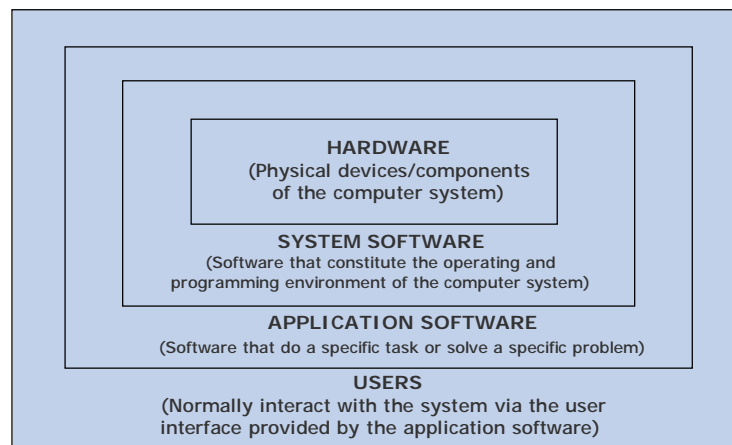 HARDWARE
(Physical devices/components
of the computer system)
SYSTEM SOFTWARE
(Software that constitute the operating and
programming environment of the computer system)
APPLICATION SOFTWARE
(Software that do a specific task or solve a specific problem)
USERS
(Normally interact with the system via the user
interface provided by the application software)